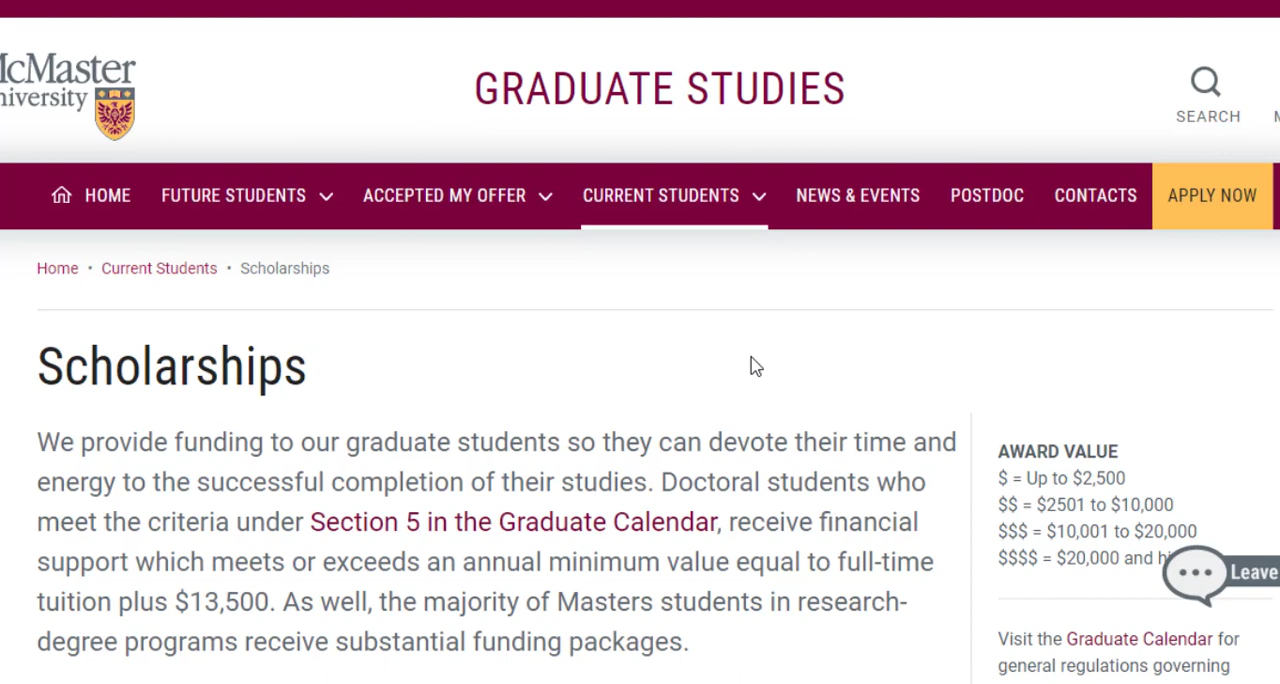 McMaster
University
GRADUATE STUDIES
SEARCH
HOME FUTURE STUDENTS ACCEPTED MY OFFER CURRENT STUDENTS NEWS & EVENTS POSTDOC CONTACTS APPLY NOW
Home • Current Students • Scholarships
Scholarships
We provide funding to our graduate students so they can devote their time and
energy to the successful completion of their studies. Doctoral students who
meet the criteria under Section 5 in the Graduate Calendar, receive financial
support which meets or exceeds an annual minimum value equal to full-time
tuition plus $13,500. As well, the majority of Masters students in research-
degree programs receive substantial funding packages.
AWARD VALUE
$ = Up to $2,500
$$ = $2501 to $10,000
$$$ = $10,001 to $20,000
$$$$ = $20,000 and
Leave
Visit the Graduate Calendar for
general regulations governing